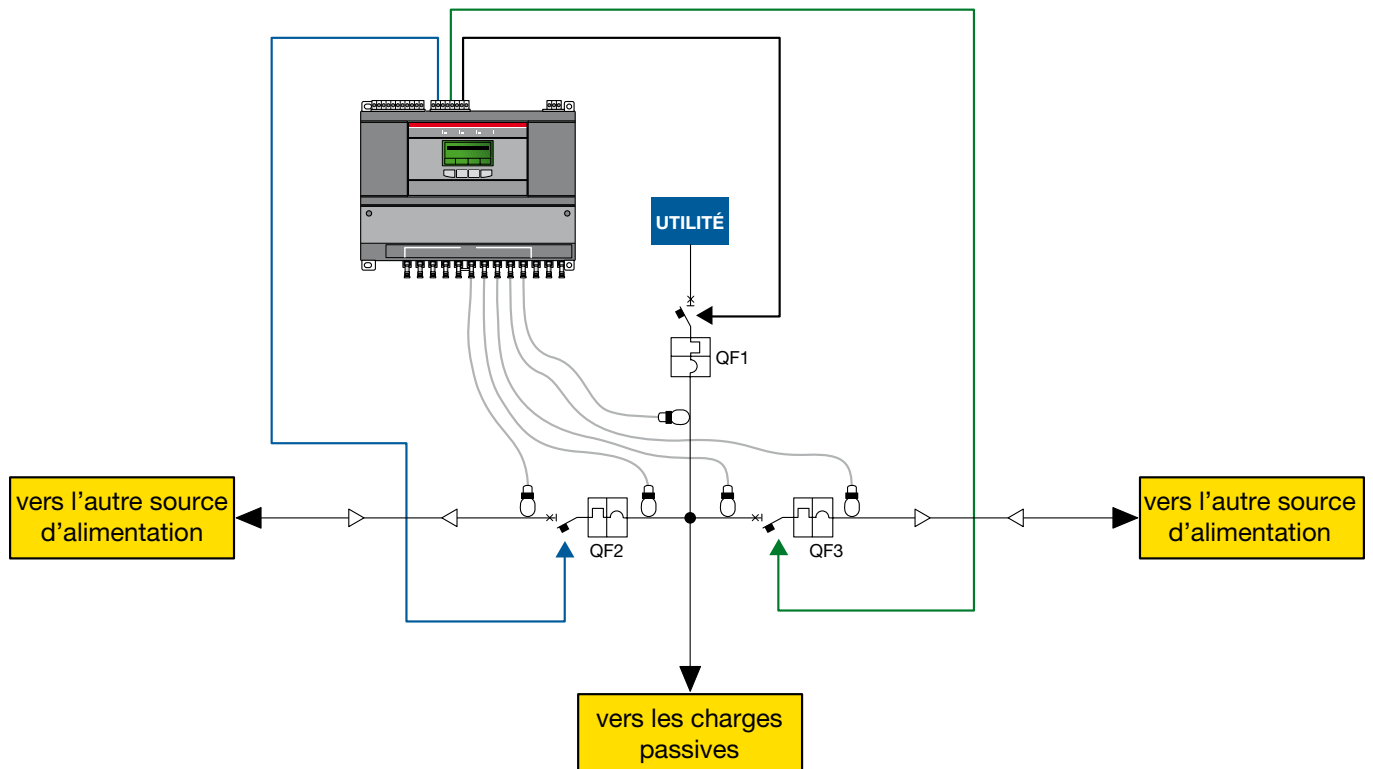 UTILITÉ
QF1
vers l'autre source
d'alimentation
QF2
QF3
vers l'autre source
d'alimentation
vers les charges
passives